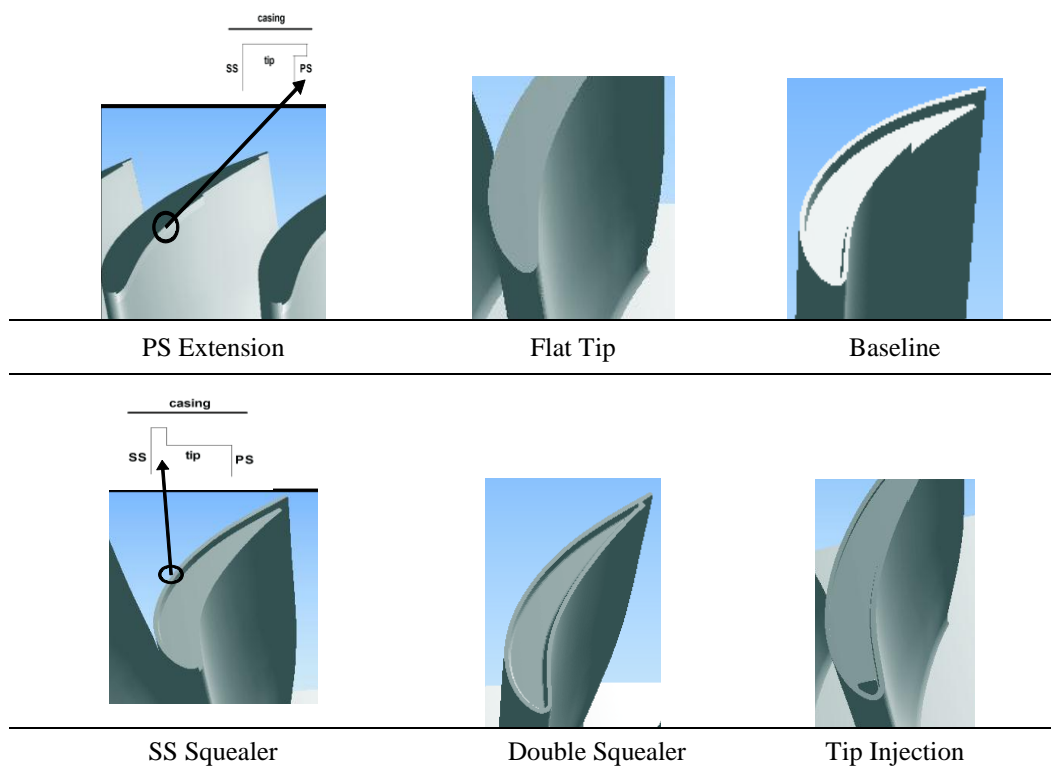 casing
SS tip PS
PS Extension Flat Tip Baseline
casing
SS tip PS
SS Squealer Double Squealer Tip Injection